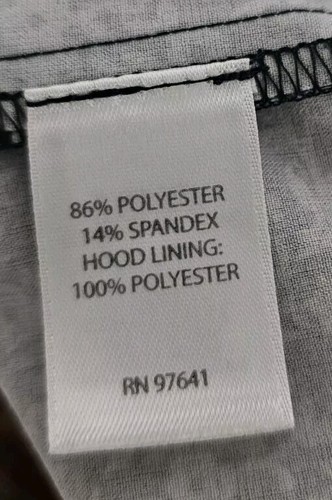 86% POLYESTER
14% SPANDEX
HOOD LINING:
100% POLYESTER
RN 97641